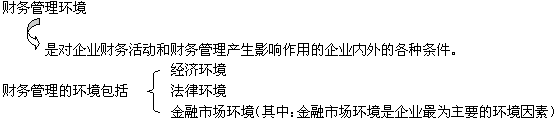 财务管理环境
是对企业财务活动和财务管理产生影响作用的企业内外的各种条件。
经济环境
财务管理的环境包括
法律环境
金融市场环境(其中:金融市场环境是企业最为主要的环境因素)